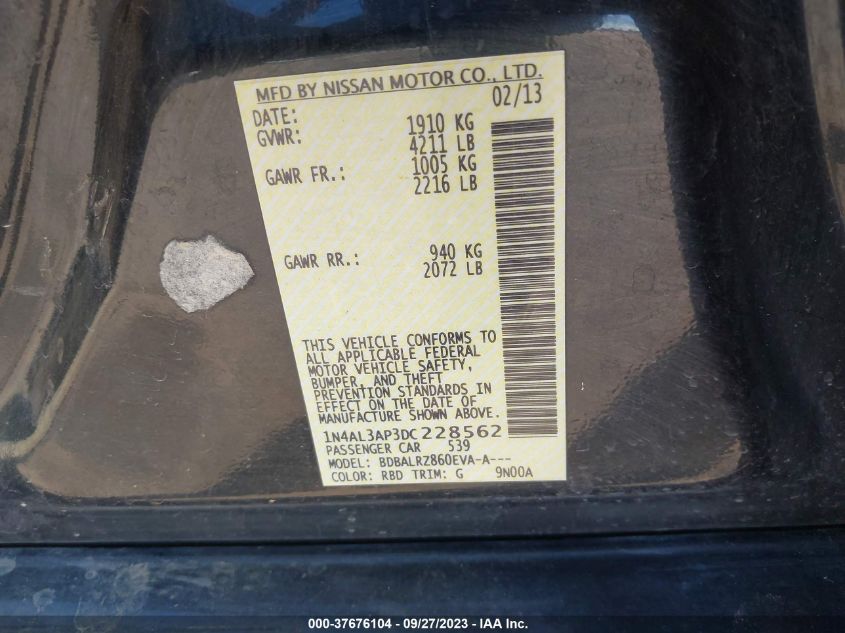 MFD BY NISSAN MOTOR CO., LTD.
DATE: 02/13
GVWR: 1910 KG
4211 LB
GAWR FR.: 1005 KG
2216 LB
GAWR RR.: 940 KG
2072 LB
THIS VEHICLE CONFORMS TO
ALL APPLICABLE FEDERAL
MOTOR VEHICLE SAFETY,
BUMPER, AND THEFT
PREVENTION STANDARDS IN
EFFECT ON THE DATE OF
MANUFACTURE SHOWN ABOVE.
1N4AL3AP3DC228562
PASSENGER CAR 539
MODEL: BDBALRZ860EVA-A---
COLOR: RBD TRIM: G 9N00A
000-37676104 - 09/27/2023 - IAA Inc.